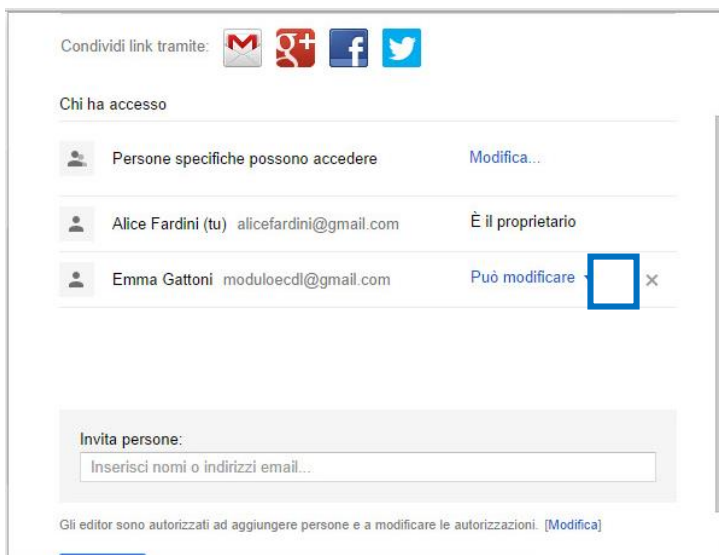 Condividi link tramite:
Chi ha accesso
Persone specifiche possono accedere Modifica...
Alice Fardini (tu) alicefardini@gmail.com È il proprietario
Emma Gattoni moduloecdl@gmail.com Può modificare
Invita persone:
Inserisci nomi o indirizzi email...
Gli editor sono autorizzati ad aggiungere persone e a modificare le autorizzazioni. [Modifica]